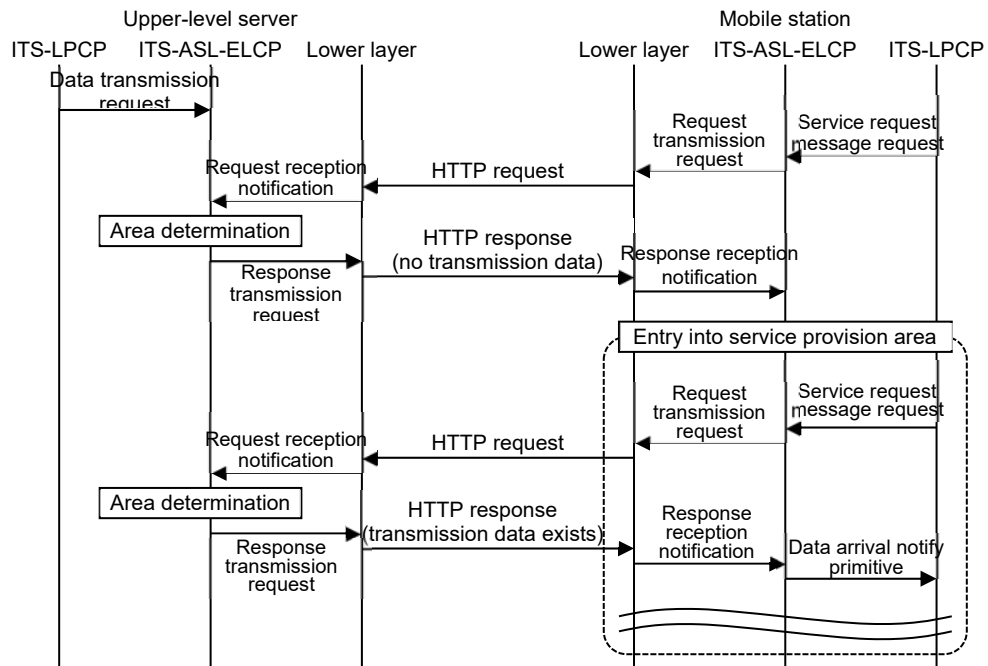 Upper-level server
Mobile station
ITS-LPCP
ITS-ASL-ELCP
Lower layer
Lower layer
ITS-ASL-ELCP
ITS-LPCP
Data transmission
request
Request
transmission
request
Service request
message request
Request reception
notification
HTTP request
Area determination
Response
transmission
request
HTTP response
(no transmission data)
Response reception
notification
Entry into service provision area
Request
transmission
request
Service request
message request
Request reception
notification
HTTP request
Area determination
Response
transmission
request
HTTP response
(transmission data exists)
Response
reception
notification
Data arrival notify
primitive